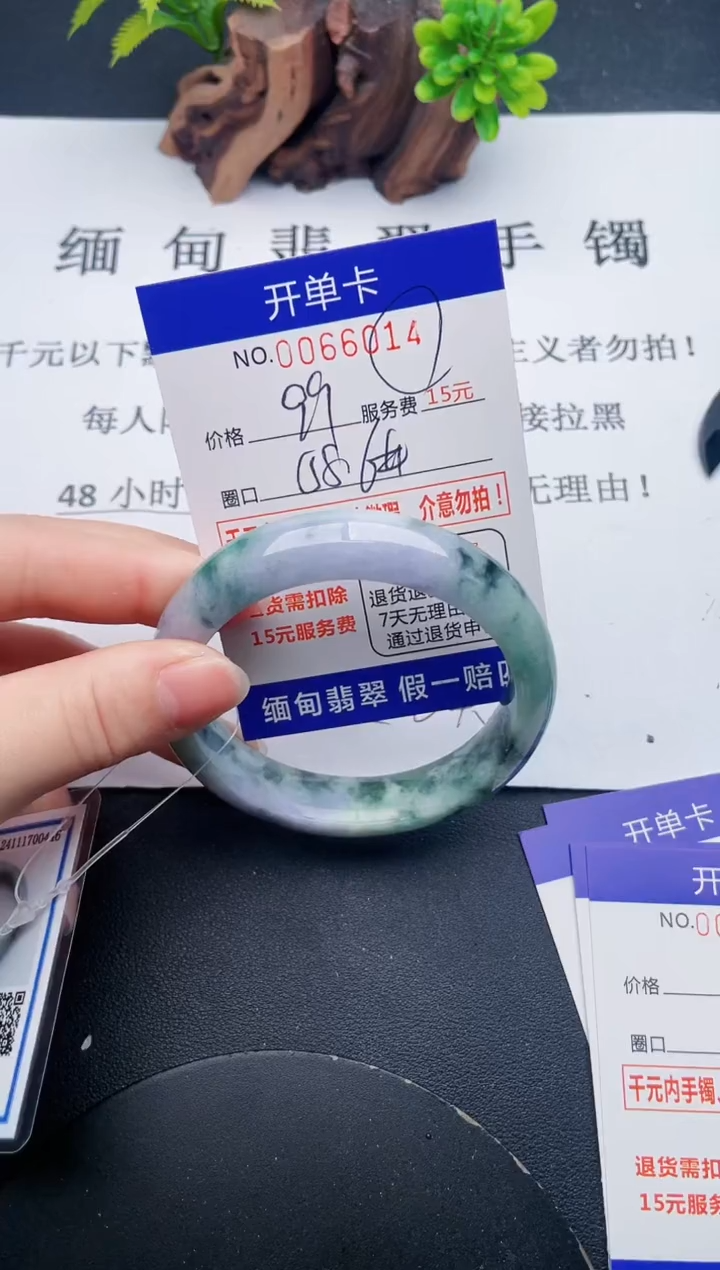 缅甸翡翠手镯
开单卡
NO.0066014
千元以下
主义者勿拍！
价格 99 服务费 15元
每人
接拉黑
圈口 58
48小时
无理由！
介意勿拍！
货需扣除
15元服务费
退货
7天无理由
通过退货申
缅甸翡翠 假一赔
开单卡
开
NO.00
价格
圈口
千元内手镯
退货需扣
15元服务